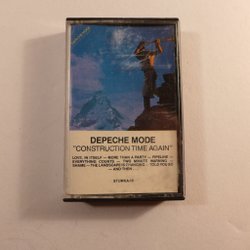 DEPECHE MODE
"CONSTRUCTION TIME AGAIN"
LOVE, IN ITSELF — MORE THAN A PARTY — PIPELINE —
EVERYTHING COUNTS — TWO MINUTE WARNING —
SHAME — THE LANDSCAPE IS CHANGING — TOLD YOU SO
— AND THEN . . .